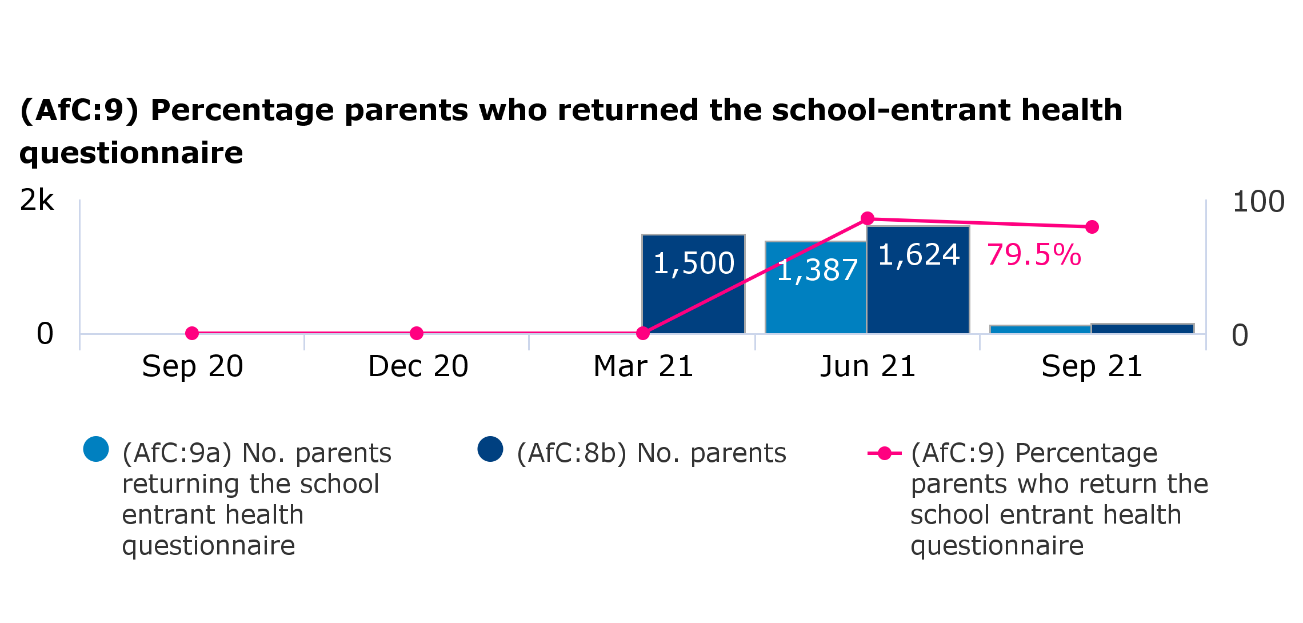 (AfC:9) Percentage parents who returned the school-entrant health
questionnaire
2k
100
1,500
1,387
1,624
79.5%
0
0
Sep 20
Dec 20
Mar 21
Jun 21
Sep 21
(AfC:9a) No. parents
returning the school
entrant health
questionnaire
(AfC:8b) No. parents
(AfC:9) Percentage
parents who return the
school entrant health
questionnaire